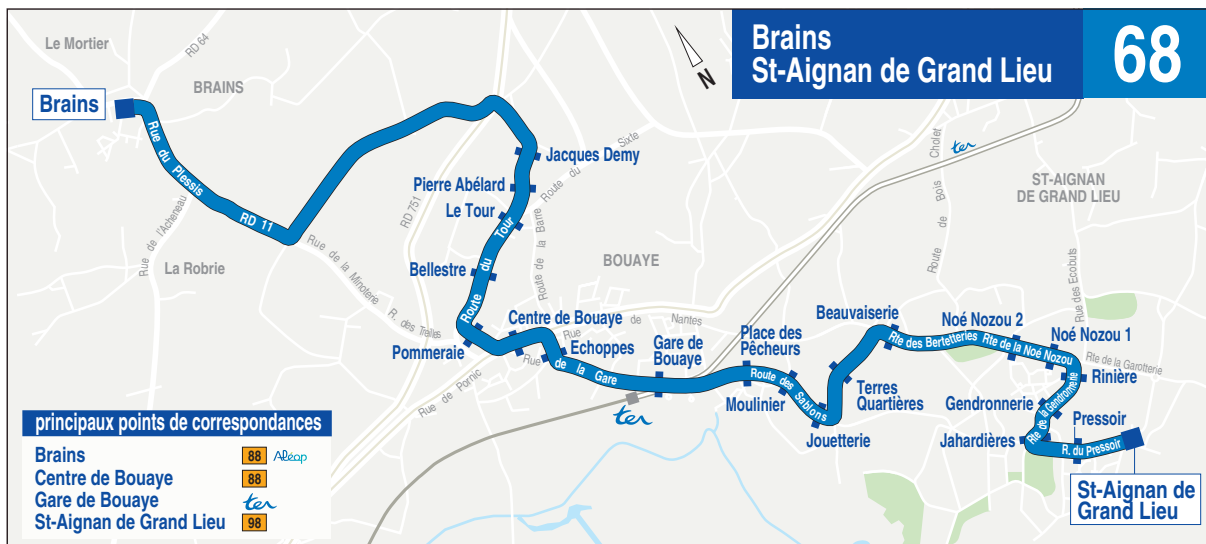 Brains
St-Aignan de Grand Lieu
68
Le Mortier
RD 64
BRAINS
Brains
N
Rue du Plessis
RD 11
Rue de l'Acheneau
La Robrie
Rue de la Minoterie
R. des Treilles
RD 751
Jacques Demy
Pierre Abélard
Le Tour
Route du Tour
Bellestre
Pommeraie
Route du Sixte
Route de la Barre
BOUAYE
Centre de Bouaye
Echoppes
Rue de Nantes
Rue de Pornic
Rue de la Gare
Gare de
Bouaye
ter
Place des
Pêcheurs
Moulinier
Route des Sablons
Jouetterie
Terres
Quartières
Beauvaiserie
Rte des Bertetteries
Route de Bois Cholet
ter
ST-AIGNAN
DE GRAND LIEU
Noé Nozou 2
Rte de la Noé Nozou
Noé Nozou 1
Rue des Ecobuts
Rte de la Garotterie
Rinière
Rte de la Gendronnerie
Gendronnerie
Jahardières
Pressoir
R. du Pressoir
St-Aignan de
Grand Lieu
principaux points de correspondances
Brains 88 Aléop
Centre de Bouaye 88
Gare de Bouaye ter
St-Aignan de Grand Lieu 98